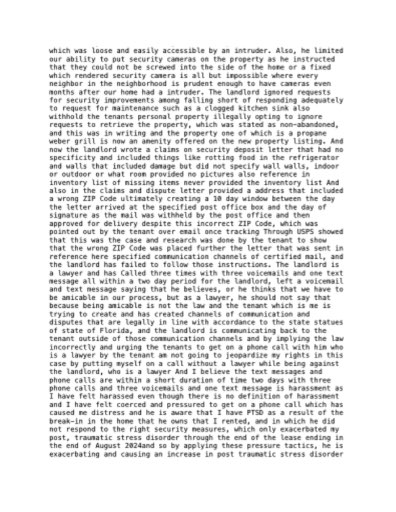 which was loose and easily accessible by an intruder. Also, he limited
our ability to put security cameras on the property as he instructed
that they could not be screwed into the side of the home or a fixed
which rendered security camera is all but impossible where every
neighbor in the neighborhood is prudent enough to have cameras even
months after our home had a intruder. The landlord ignored requests
for security improvements among falling short of responding adequately
to request for maintenance such as a clogged kitchen sink also
withhold the tenants personal property illegally opting to ignore
requests to retrieve the property, which was stated as non-abandoned,
and this was in writing and the property one of which is a propane
weber grill is now an amenity offered on the new property listing. And
now the landlord wrote a claims on security deposit letter that had no
specificity and included things like rotting food in the refrigerator
and walls that included damage but did not specify wall walls, indoor
or outdoor or what room provided no pictures also reference in
inventory list of missing items never provided the inventory list And
also in the claims and dispute letter provided a address that included
a wrong ZIP Code ultimately creating a 10 day window between the day
the letter arrived at the specified post office box and the day of
signature as the mail was withheld by the post office and then
approved for delivery despite this incorrect ZIP Code, which was
pointed out by the tenant over email once tracking Through USPS showed
that this was the case and research was done by the tenant to show
that the wrong ZIP Code was placed further the letter that was sent in
reference here specified communication channels of certified mail, and
the landlord has failed to follow those instructions. The landlord is
a lawyer and has Called three times with three voicemails and one text
message all within a two day period for the landlord, left a voicemail
and text message saying that he believes, or he thinks that we have to
be amicable in our process, but as a lawyer, he should not say that
because being amicable is not the law and the tenant which is me is
trying to create and has created channels of communication and
disputes that are legally in line with accordance to the state statues
of state of Florida, and the landlord is communicating back to the
tenant outside of those communication channels and by implying the law
incorrectly and urging the tenants to get on a phone call with him who
is a lawyer by the tenant am not going to jeopardize my rights in this
case by putting myself on a call without a lawyer while being against
the landlord, who is a lawyer And I believe the text messages and
phone calls are within a short duration of time two days with three
phone calls and three voicemails and one text message is harassment as
I have felt harassed even though there is no definition of harassment
and I have felt coerced and pressured to get on a phone call which has
caused me distress and he is aware that I have PTSD as a result of the
break-in in the home that he owns that I rented, and in which he did
not respond to the right security measures, which only exacerbated my
post, traumatic stress disorder through the end of the lease ending in
the end of August 2024and so by applying these pressure tactics, he is
exacerbating and causing an increase in post traumatic stress disorder